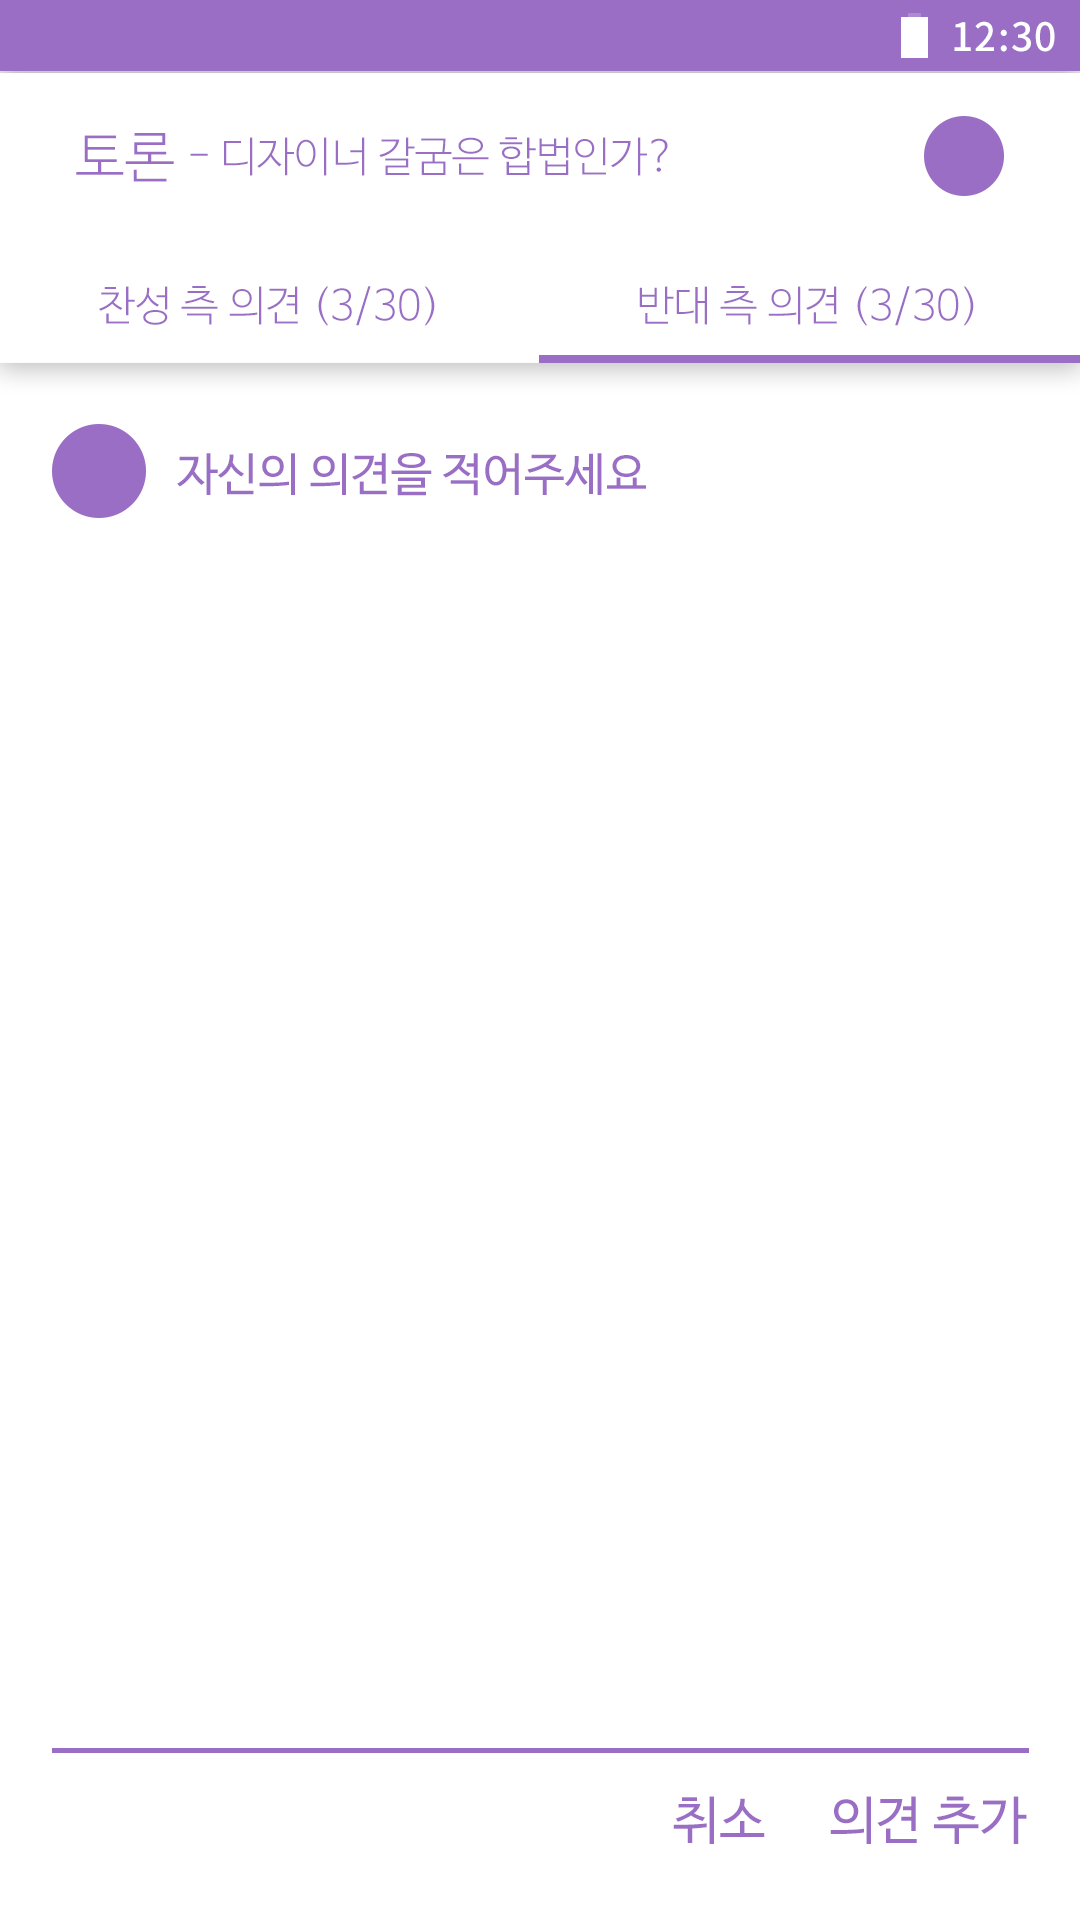 12:30
토론 - 디자이너 갈굼은 합법인가?
찬성 측 의견 (3/30)
반대 측 의견 (3/30)
자신의 의견을 적어주세요
취소
의견 추가